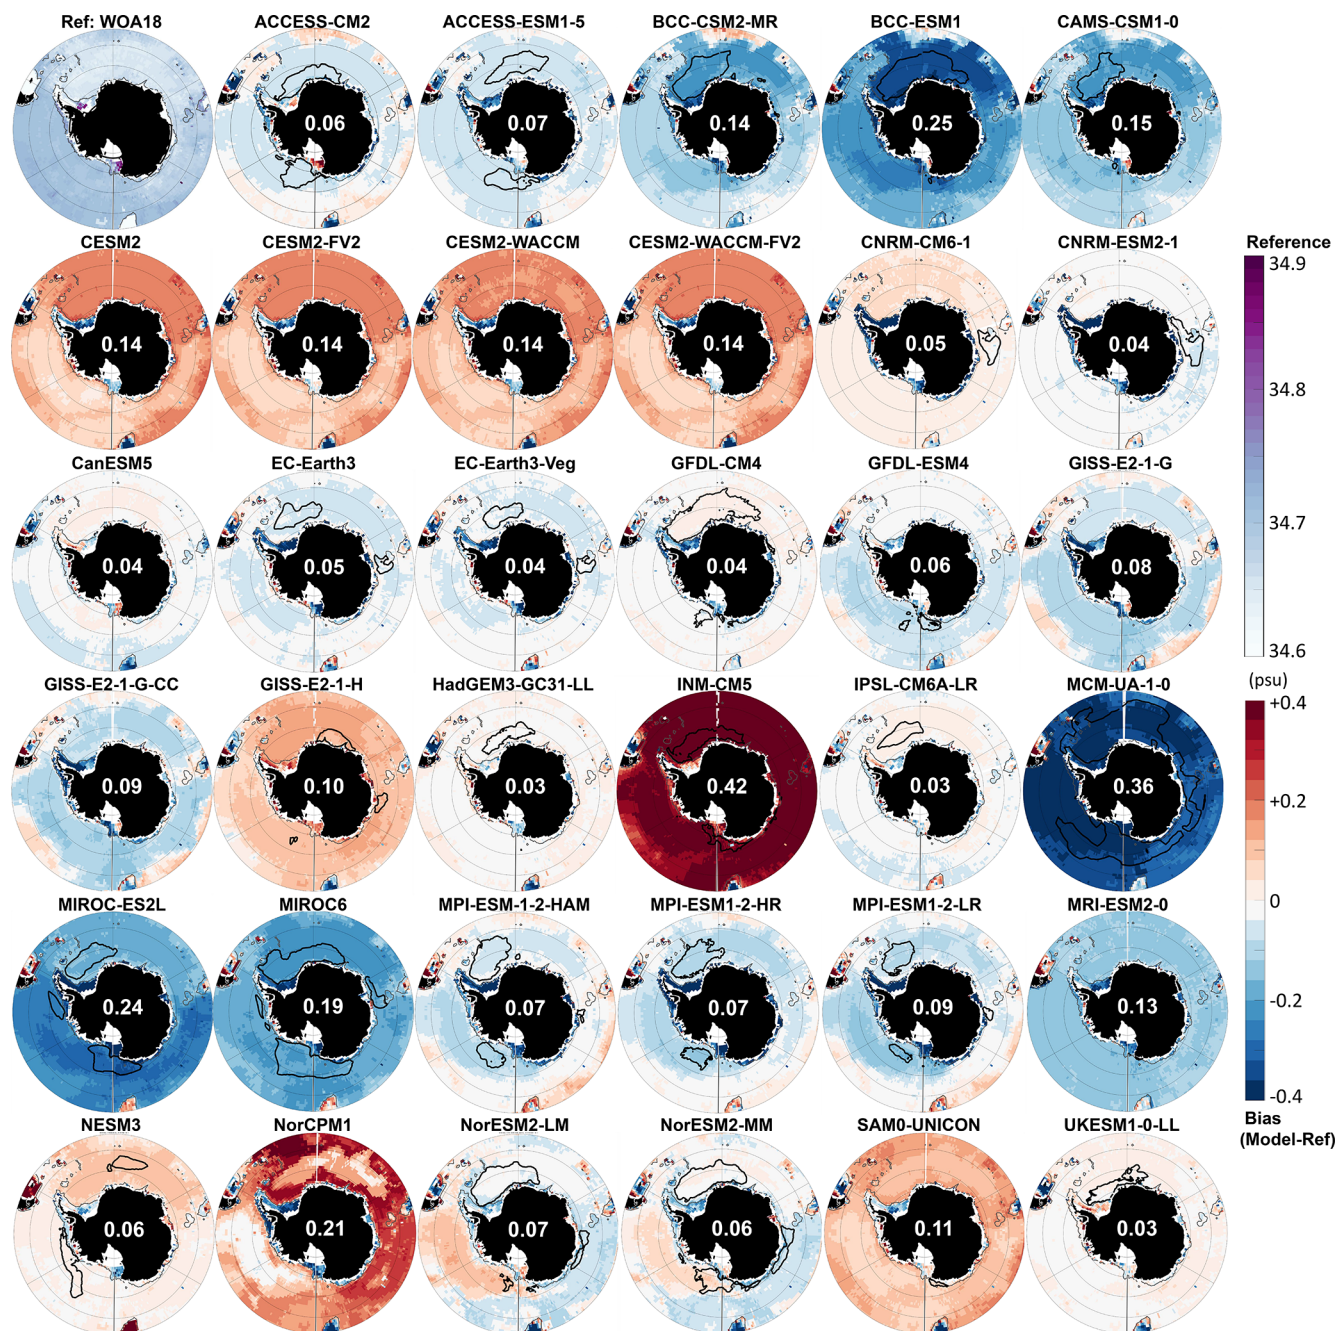 Ref: WOA18 ACCESS-CM2 ACCESS-ESM1-5 BCC-CSM2-MR BCC-ESM1 CAMS-CSM1-0
0.06 0.07 0.14 0.25 0.15
CESM2 CESM2-FV2 CESM2-WACCM CESM2-WACCM-FV2 CNRM-CM6-1 CNRM-ESM2-1
0.14 0.14 0.14 0.14 0.05 0.04
CanESM5 EC-Earth3 EC-Earth3-Veg GFDL-CM4 GFDL-ESM4 GISS-E2-1-G
0.04 0.05 0.04 0.04 0.06 0.08
GISS-E2-1-G-CC GISS-E2-1-H HadGEM3-GC31-LL INM-CM5 IPSL-CM6A-LR MCM-UA-1-0
0.09 0.10 0.03 0.42 0.03 0.36
MIROC-ES2L MIROC6 MPI-ESM-1-2-HAM MPI-ESM1-2-HR MPI-ESM1-2-LR MRI-ESM2-0
0.24 0.19 0.07 0.07 0.09 0.13
NESM3 NorCPM1 NorESM2-LM NorESM2-MM SAM0-UNICON UKESM1-0-LL
0.06 0.21 0.07 0.06 0.11 0.03
Reference
34.9
34.8
34.7
34.6
(psu)
+0.4
+0.2
0
-0.2
-0.4
Bias
(Model-Ref)